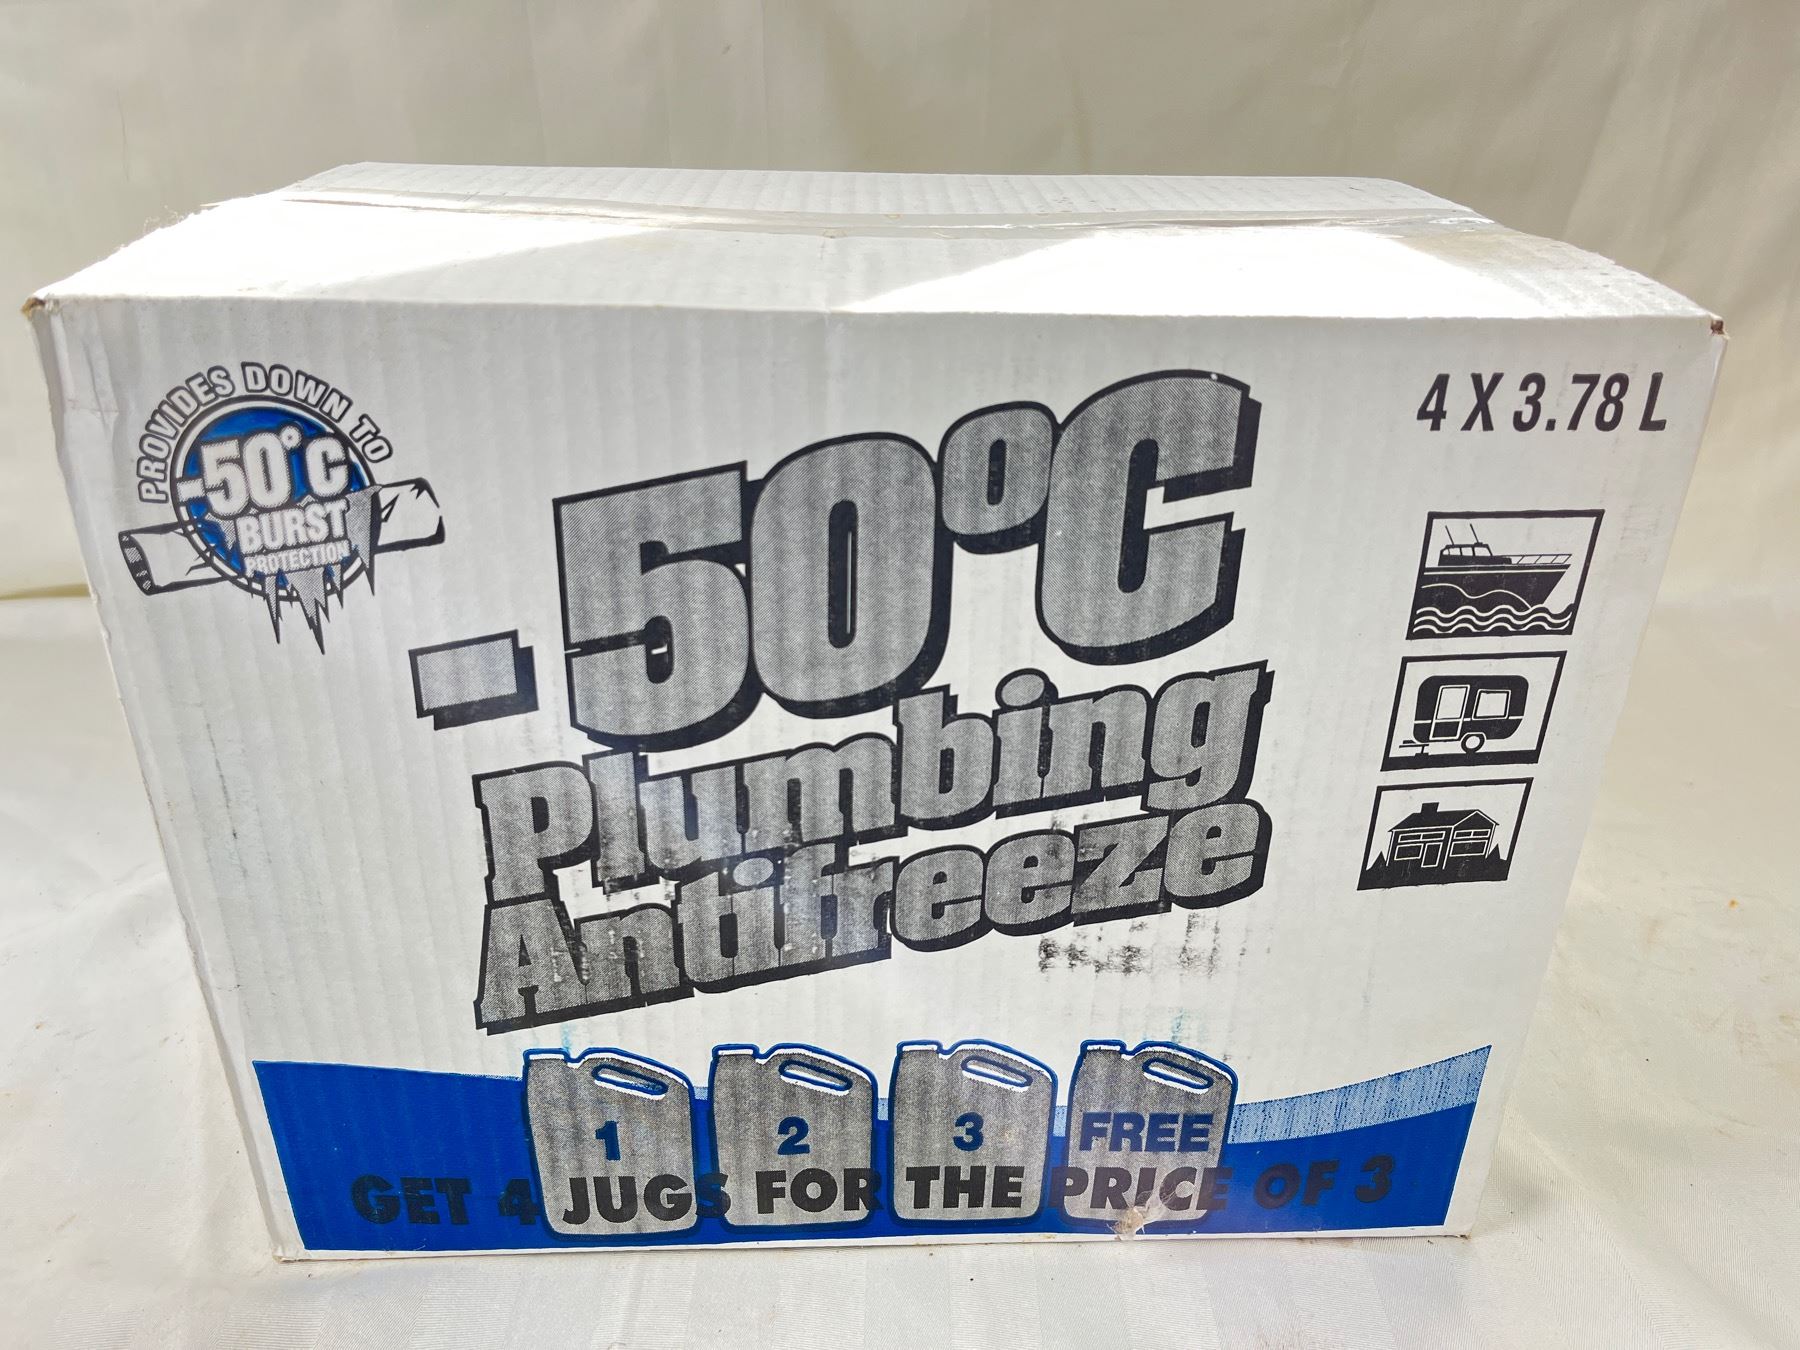 PROVIDES DOWN TO
-50°C
BURST
PROTECTION
4 X 3.78 L
-50°C
Plumbing
Antifreeze
1
2
3
FREE
GET 4 JUGS FOR THE PRICE OF 3